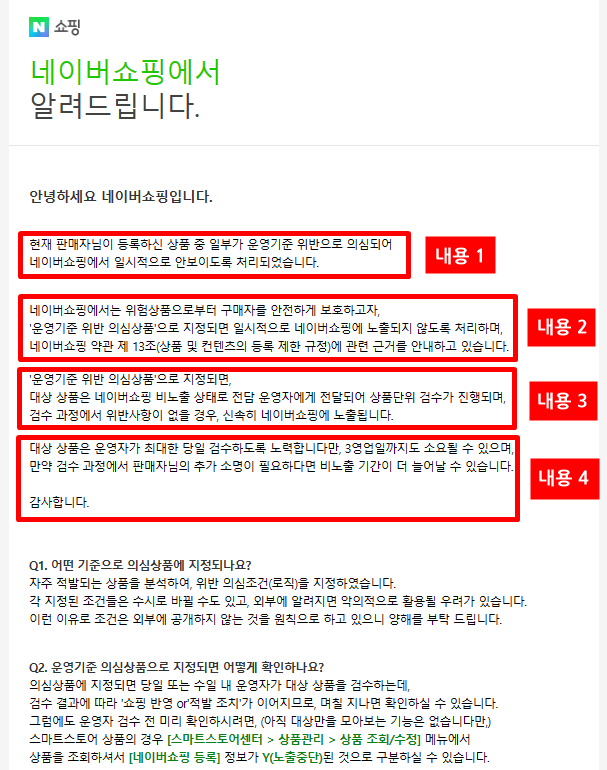 N 쇼핑
네이버쇼핑에서
알려드립니다.
안녕하세요 네이버쇼핑입니다.
현재 판매자님이 등록하신 상품 중 일부가 운영기준 위반으로 의심되어
네이버쇼핑에서 일시적으로 안보이도록 처리되었습니다.
내용 1
네이버쇼핑에서는 위험상품으로부터 구매자를 안전하게 보호하고자,
'운영기준 위반 의심상품'으로 지정되면 일시적으로 네이버쇼핑에 노출되지 않도록 처리하며,
네이버쇼핑 약관 제 13조(상품 및 컨텐츠의 등록 제한 규정)에 관련 근거를 안내하고 있습니다.
내용 2
'운영기준 위반 의심상품'으로 지정되면,
대상 상품은 네이버쇼핑 비노출 상태로 전담 운영자에게 전달되어 상품단위 검수가 진행되며,
검수 과정에서 위반사항이 없을 경우, 신속히 네이버쇼핑에 노출됩니다.
내용 3
대상 상품은 운영자가 최대한 당일 검수하도록 노력합니다만, 3영업일까지도 소요될 수 있으며,
만약 검수 과정에서 판매자님의 추가 소명이 필요하다면 비노출 기간이 더 늘어날 수 있습니다.
감사합니다.
내용 4
Q1. 어떤 기준으로 의심상품에 지정되나요?
자주 적발되는 상품을 분석하여, 위반 의심조건(로직)을 지정하였습니다.
각 지정된 조건들은 수시로 바뀔 수도 있고, 외부에 알려지면 악의적으로 활용될 우려가 있습니다.
이런 이유로 조건은 외부에 공개하지 않는 것을 원칙으로 하고 있으니 양해를 부탁 드립니다.
Q2. 운영기준 의심상품으로 지정되면 어떻게 확인하나요?
의심상품에 지정되면 당일 또는 수일 내 운영자가 대상 상품을 검수하는데,
검수 결과에 따라 '쇼핑 반영 or적발 조치'가 이어지므로, 며칠 지나면 확인하실 수 있습니다.
그럼에도 운영자 검수 전 미리 확인하시려면, (아직 대상만을 모아보는 기능은 없습니다만,)
스마트스토어 상품의 경우 [스마트스토어센터 > 상품관리 > 상품 조회/수정] 메뉴에서
상품을 조회하셔서 [네이버쇼핑 등록] 정보가 Y(노출중단)된 것으로 구분하실 수 있습니다.